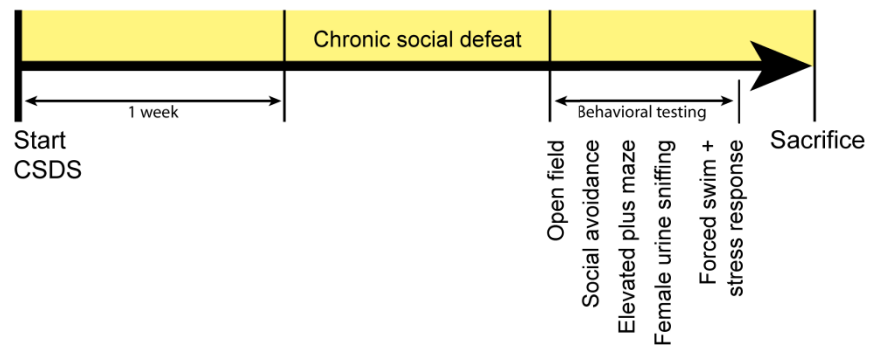 Chronic social defeat
1 week
Behavioral testing
Start
CSDS
Sacrifice
Open field
Social avoidance
Elevated plus maze
Female urine sniffing
Forced swim +
stress response